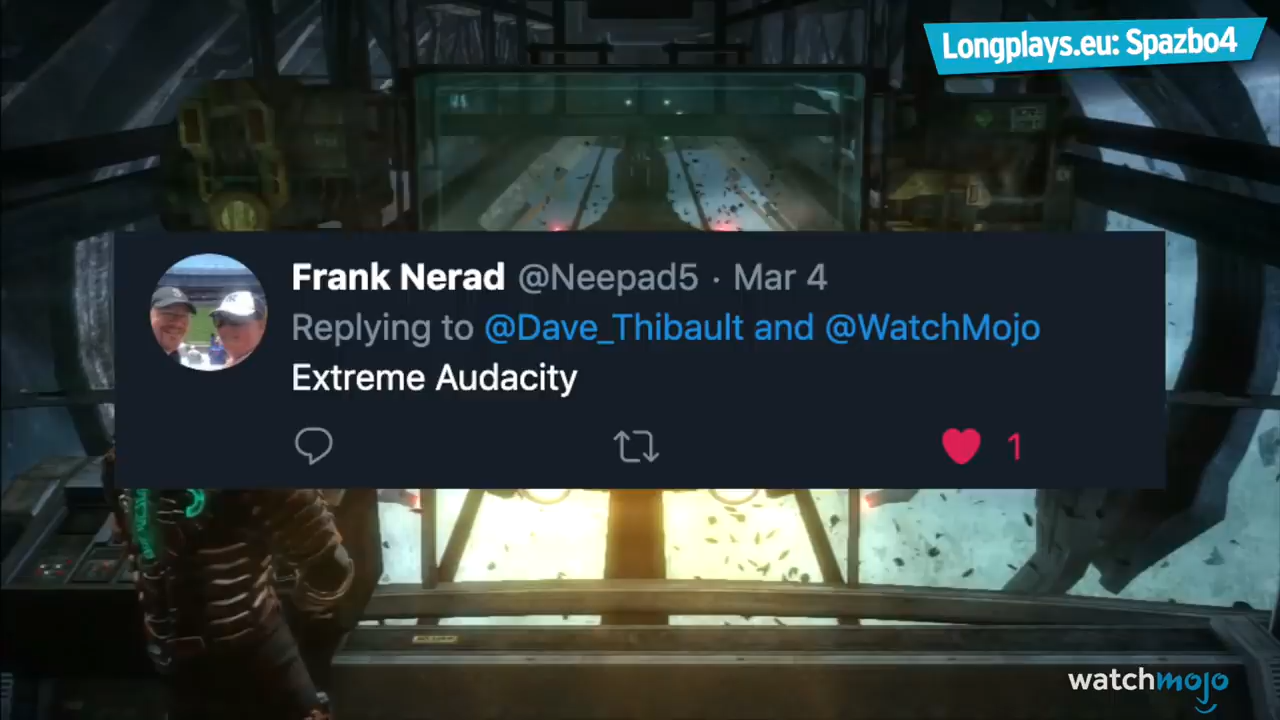 Longplays.eu: Spazbo4
Frank Nerad @Neepad5 · Mar 4
Replying to @Dave_Thibault and @WatchMojo
Extreme Audacity
1
watchmojo